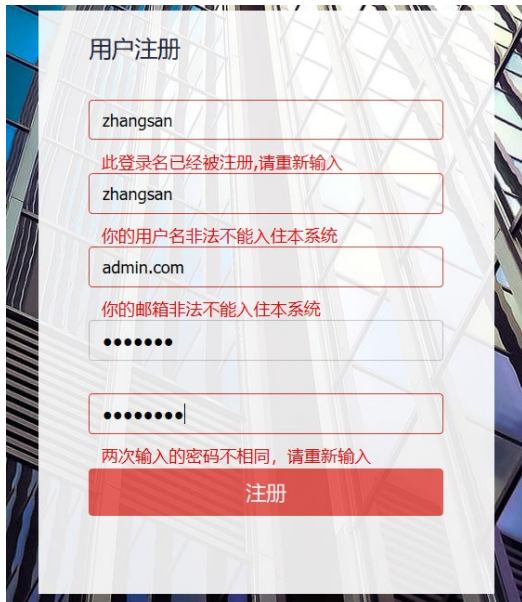 用户注册
zhangsan
此登录名已经被注册,请重新输入
zhangsan
你的用户名非法不能入住本系统
admin.com
你的邮箱非法不能入住本系统
•••••••
••••••••
两次输入的密码不相同，请重新输入
注册